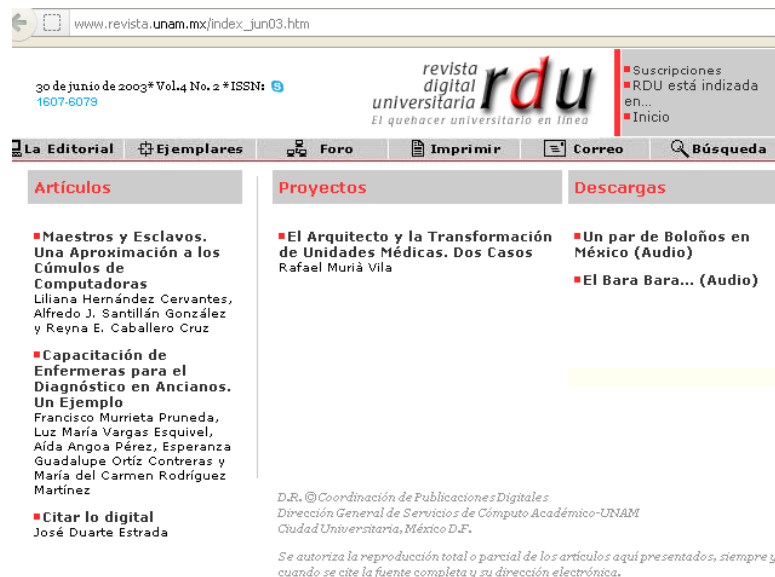 www.revista.unam.mx/index_jun03.htm
30 de junio de 2003* Vol.4 No. 2 * ISSN:
1607-6079
revista
digital
universitaria
rdu
El quehacer universitario en línea
Suscripciones
RDU está indizada
en...
Inicio
La Editorial Ejemplares Foro Imprimir Correo Búsqueda
Artículos
Maestros y Esclavos.
Una Aproximación a los
Cúmulos de
Computadoras
Liliana Hernández Cervantes,
Alfredo J. Santillán González
y Reyna E. Caballero Cruz
Capacitación de
Enfermeras para el
Diagnóstico en Ancianos.
Un Ejemplo
Francisco Murrieta Pruneda,
Luz María Vargas Esquivel,
Aída Angoa Pérez, Esperanza
Guadalupe Ortíz Contreras y
María del Carmen Rodríguez
Martínez
Citar lo digital
José Duarte Estrada
Proyectos
El Arquitecto y la Transformación
de Unidades Médicas. Dos Casos
Rafael Murià Vila
Descargas
Un par de Boloños en
México (Audio)
El Bara Bara... (Audio)
D.R. © Coordinación de Publicaciones Digitales
Dirección General de Servicios de Cómputo Académico-UNAM
Ciudad Universitaria, México D.F.
Se autoriza la reproducción total o parcial de los artículos aquí presentados, siempre y
cuando se cite la fuente completa y su dirección electrónica.